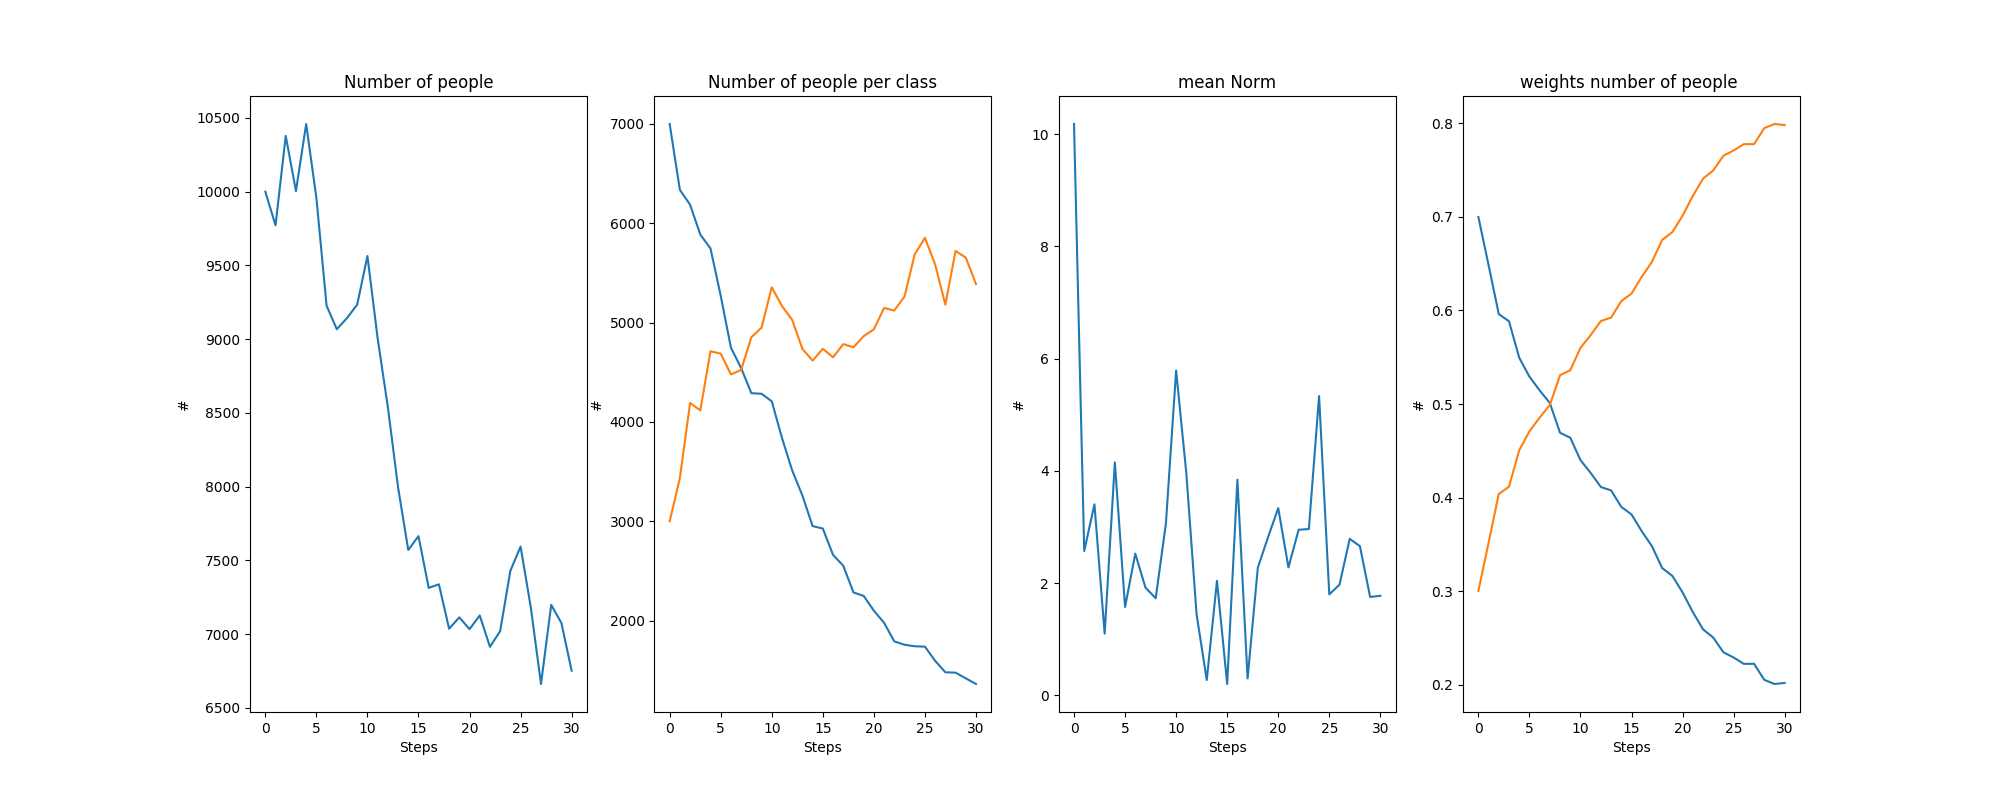 Number of people
10500
10000
9500
9000
8500
8000
7500
7000
6500
#
0 5 10 15 20 25 30
Steps
Number of people per class
7000
6000
5000
4000
3000
2000
#
0 5 10 15 20 25 30
Steps
mean Norm
10
8
6
4
2
0
#
0 5 10 15 20 25 30
Steps
weights number of people
0.8
0.7
0.6
0.5
0.4
0.3
0.2
#
0 5 10 15 20 25 30
Steps